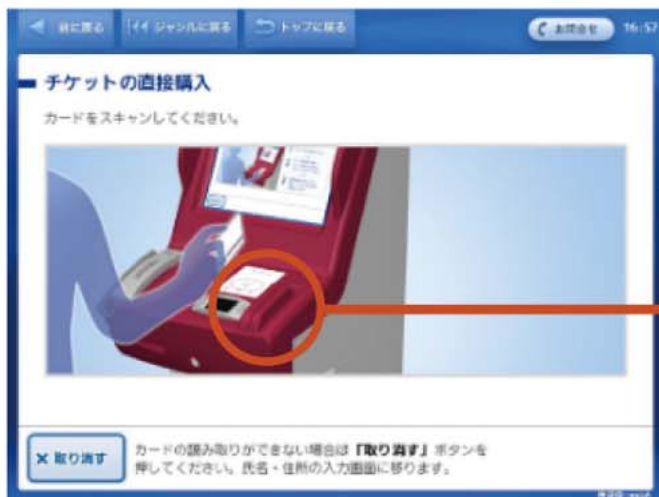 前に戻る
ジャンルに戻る
トップに戻る
お問合せ
16:57
チケットの直接購入
カードをスキャンしてください。
× 取り消す
カードの読み取りができない場合は『取り消す』ボタンを
押してください。氏名・住所の入力画面に移ります。